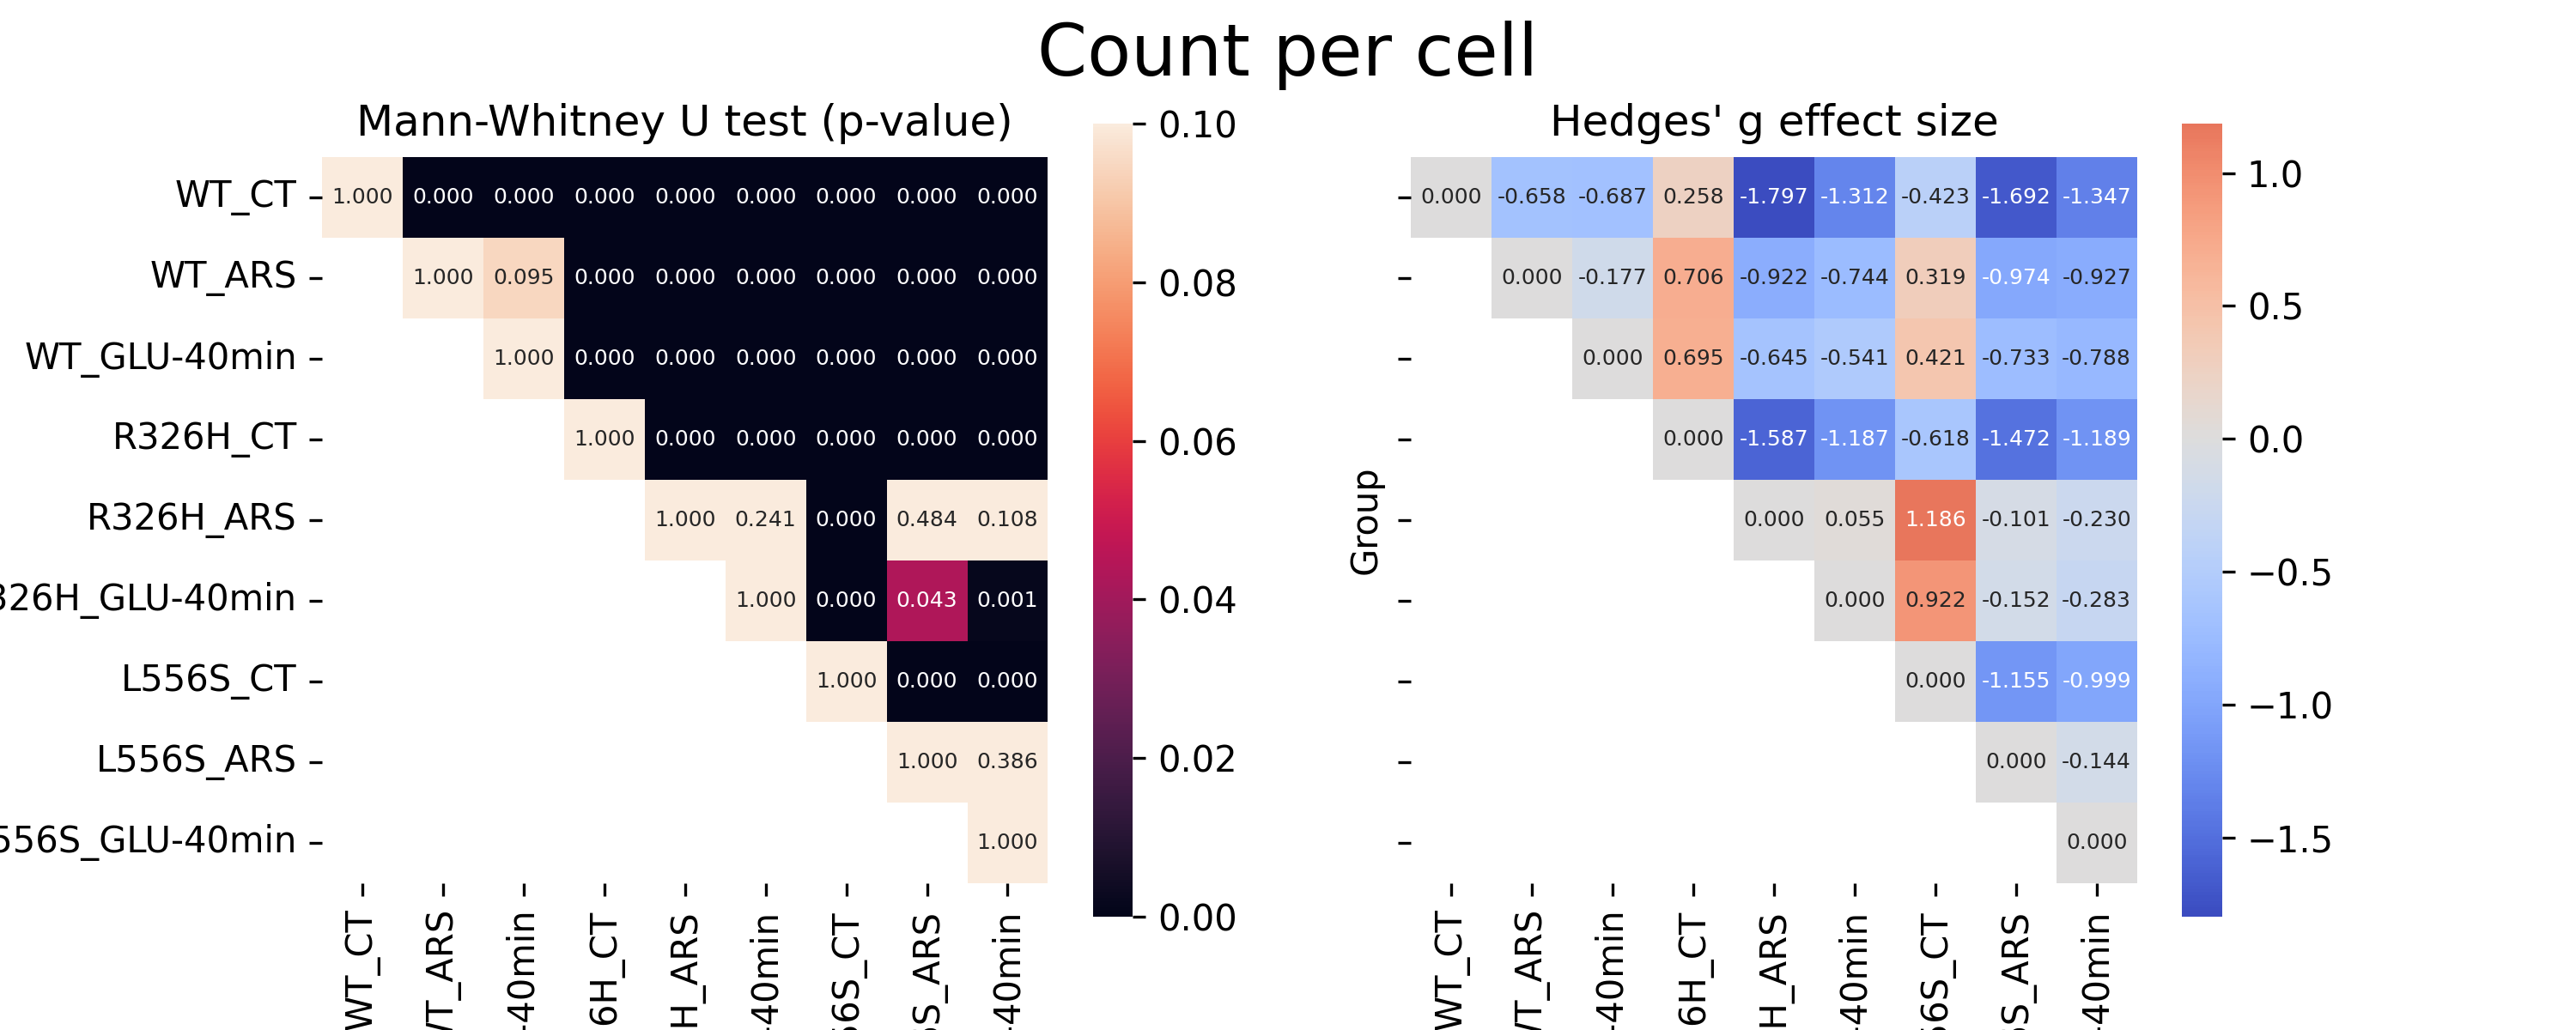 Count per cell
Mann-Whitney U test (p-value)
WT_CT 1.000 0.000 0.000 0.000 0.000 0.000 0.000 0.000 0.000
WT_ARS 1.000 0.095 0.000 0.000 0.000 0.000 0.000 0.000
WT_GLU-40min 1.000 0.000 0.000 0.000 0.000 0.000 0.000
R326H_CT 1.000 0.000 0.000 0.000 0.000 0.000
R326H_ARS 1.000 0.241 0.000 0.484 0.108
326H_GLU-40min 1.000 0.000 0.043 0.001
L556S_CT 1.000 0.000 0.000
L556S_ARS 1.000 0.386
556S_GLU-40min 1.000
WT_CT
WT_ARS
-40min
6H_CT
H_ARS
-40min
56S_CT
S_ARS
-40min
0.10
0.08
0.06
0.04
0.02
0.00
Hedges' g effect size
Group
0.000 -0.658 -0.687 0.258 -1.797 -1.312 -0.423 -1.692 -1.347
0.000 -0.177 0.706 -0.922 -0.744 0.319 -0.974 -0.927
0.000 0.695 -0.645 -0.541 0.421 -0.733 -0.788
0.000 -1.587 -1.187 -0.618 -1.472 -1.189
0.000 0.055 1.186 -0.101 -0.230
0.000 0.922 -0.152 -0.283
0.000 -1.155 -0.999
0.000 -0.144
0.000
WT_CT
WT_ARS
-40min
6H_CT
H_ARS
-40min
56S_CT
S_ARS
-40min
1.0
0.5
0.0
−0.5
−1.0
−1.5